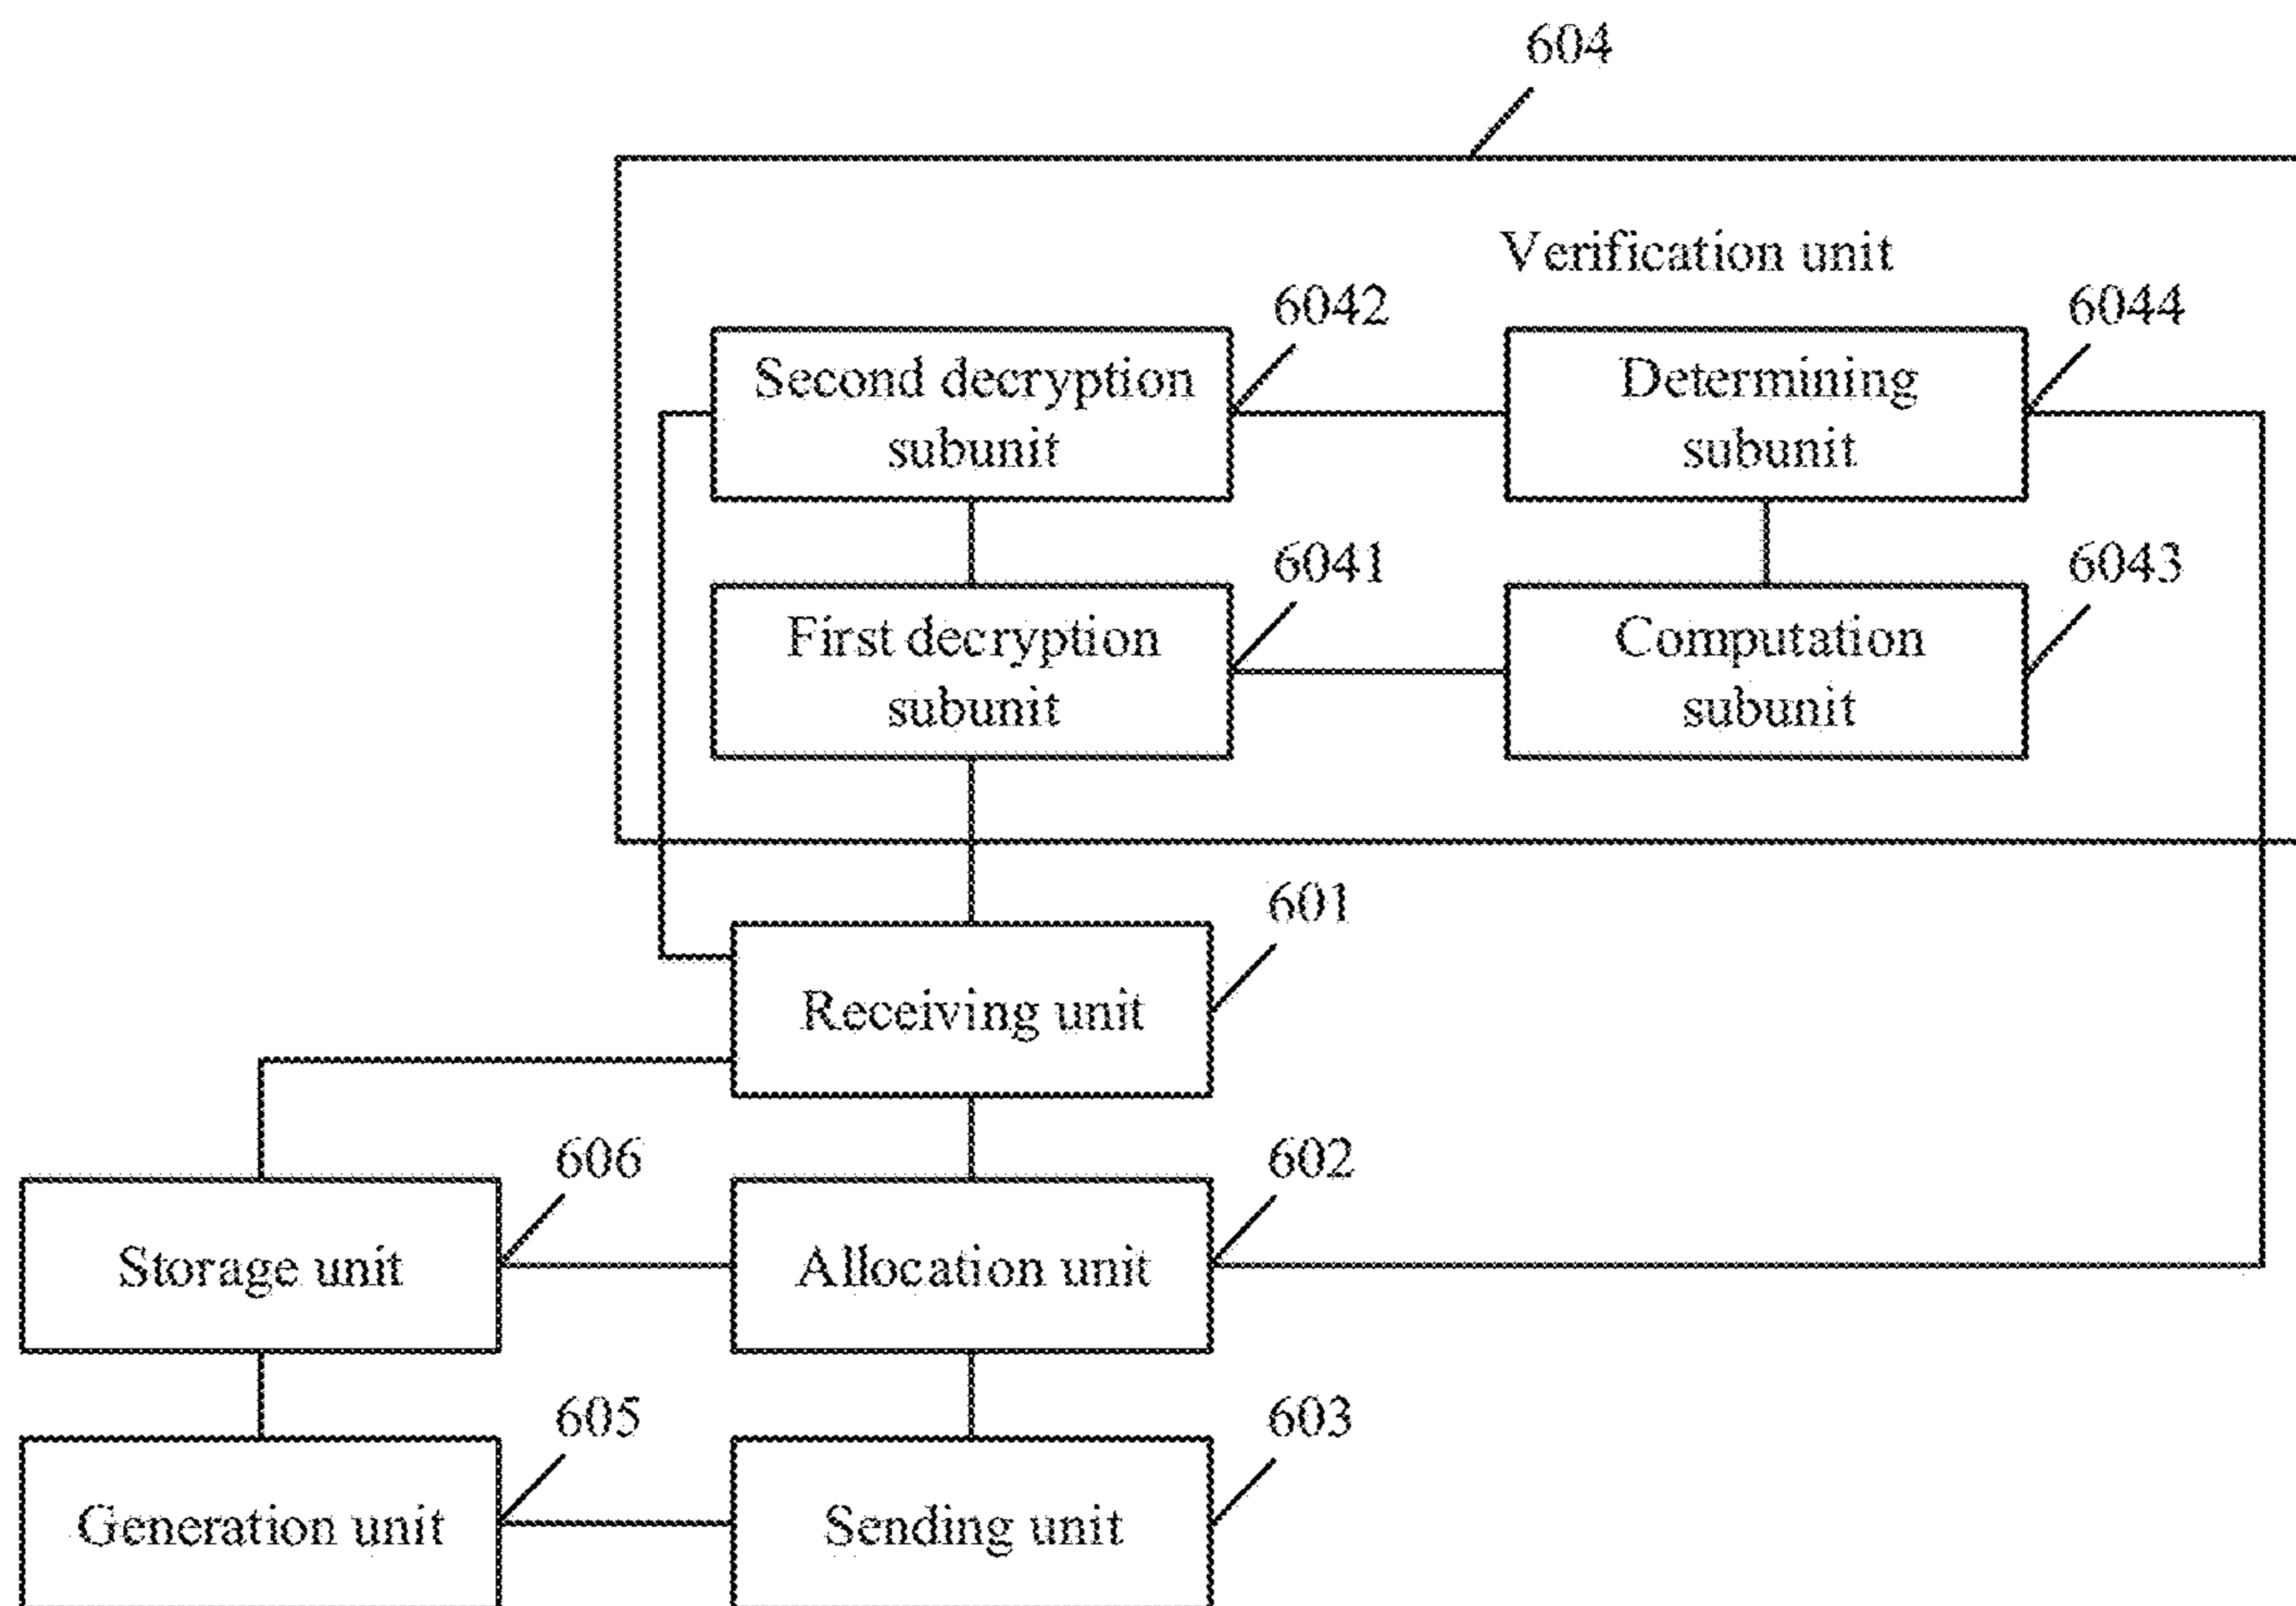 604
Verification unit
6042
6044
Second decryption
subunit
Determining
subunit
6041
6043
First decryption
subunit
Computation
subunit
601
Receiving unit
606
602
Storage unit
Allocation unit
605
603
Generation unit
Sending unit